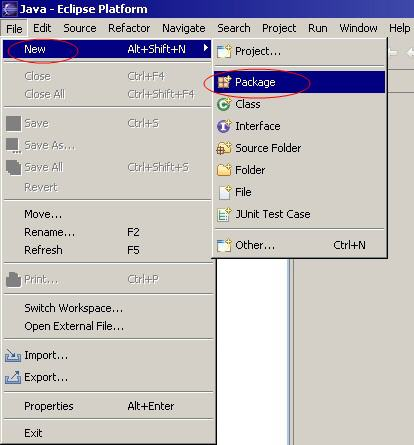 Java - Eclipse Platform
File Edit Source Refactor Navigate Search Project Run Window Help
New Alt+Shift+N
Close Ctrl+F4
Close All Ctrl+Shift+F4
Save Ctrl+S
Save As...
Save All Ctrl+Shift+S
Revert
Move...
Rename... F2
Refresh F5
Print... Ctrl+P
Switch Workspace...
Open External File...
Import...
Export...
Properties Alt+Enter
Exit
Project...
Package
Class
Interface
Source Folder
Folder
File
JUnit Test Case
Other... Ctrl+N